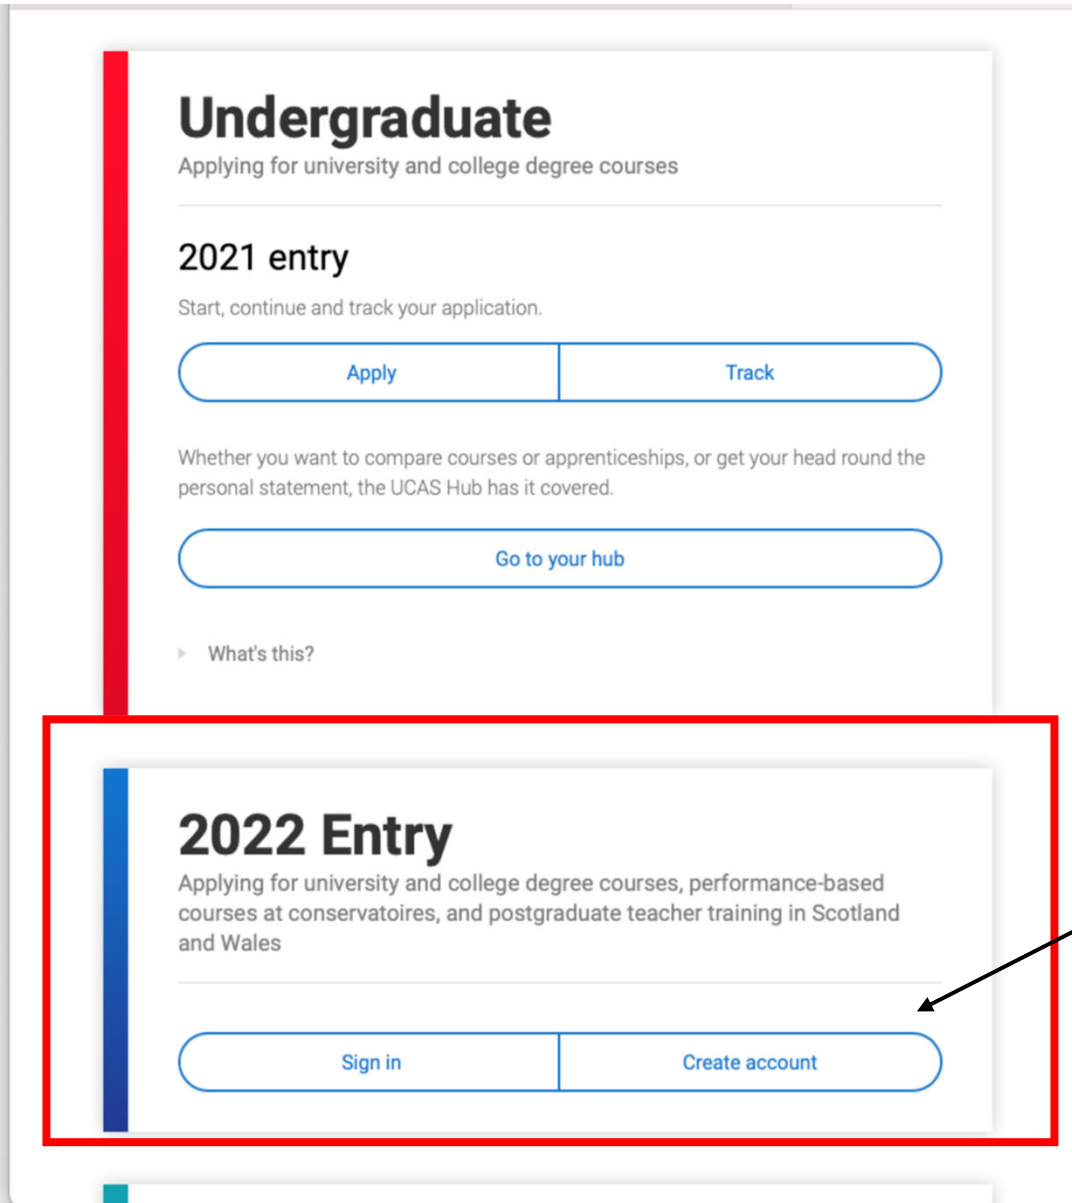 Undergraduate
Applying for university and college degree courses
2021 entry
Start, continue and track your application.
Apply
Track
Whether you want to compare courses or apprenticeships, or get your head round the
personal statement, the UCAS Hub has it covered.
Go to your hub
What's this?
2022 Entry
Applying for university and college degree courses, performance-based
courses at conservatoires, and postgraduate teacher training in Scotland
and Wales
Sign in
Create account